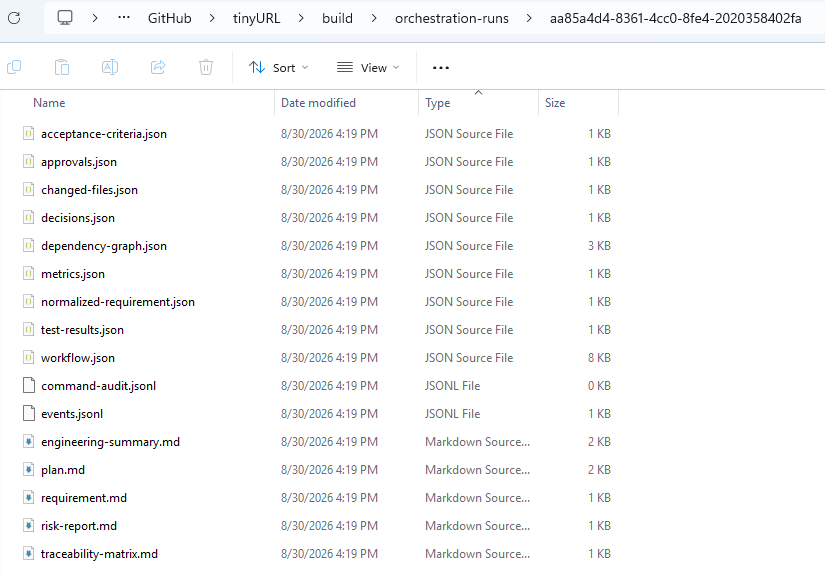 ... > GitHub > tinyURL > build > orchestration-runs > aa85a4d4-8361-4cc0-8fe4-2020358402fa
Sort View ...
Name Date modified Type Size
acceptance-criteria.json 8/30/2026 4:19 PM JSON Source File 1 KB
approvals.json 8/30/2026 4:19 PM JSON Source File 1 KB
changed-files.json 8/30/2026 4:19 PM JSON Source File 1 KB
decisions.json 8/30/2026 4:19 PM JSON Source File 1 KB
dependency-graph.json 8/30/2026 4:19 PM JSON Source File 3 KB
metrics.json 8/30/2026 4:19 PM JSON Source File 1 KB
normalized-requirement.json 8/30/2026 4:19 PM JSON Source File 1 KB
test-results.json 8/30/2026 4:19 PM JSON Source File 1 KB
workflow.json 8/30/2026 4:19 PM JSON Source File 8 KB
command-audit.jsonl 8/30/2026 4:19 PM JSONL File 0 KB
events.jsonl 8/30/2026 4:19 PM JSONL File 1 KB
engineering-summary.md 8/30/2026 4:19 PM Markdown Source... 2 KB
plan.md 8/30/2026 4:19 PM Markdown Source... 2 KB
requirement.md 8/30/2026 4:19 PM Markdown Source... 1 KB
risk-report.md 8/30/2026 4:19 PM Markdown Source... 1 KB
traceability-matrix.md 8/30/2026 4:19 PM Markdown Source... 1 KB